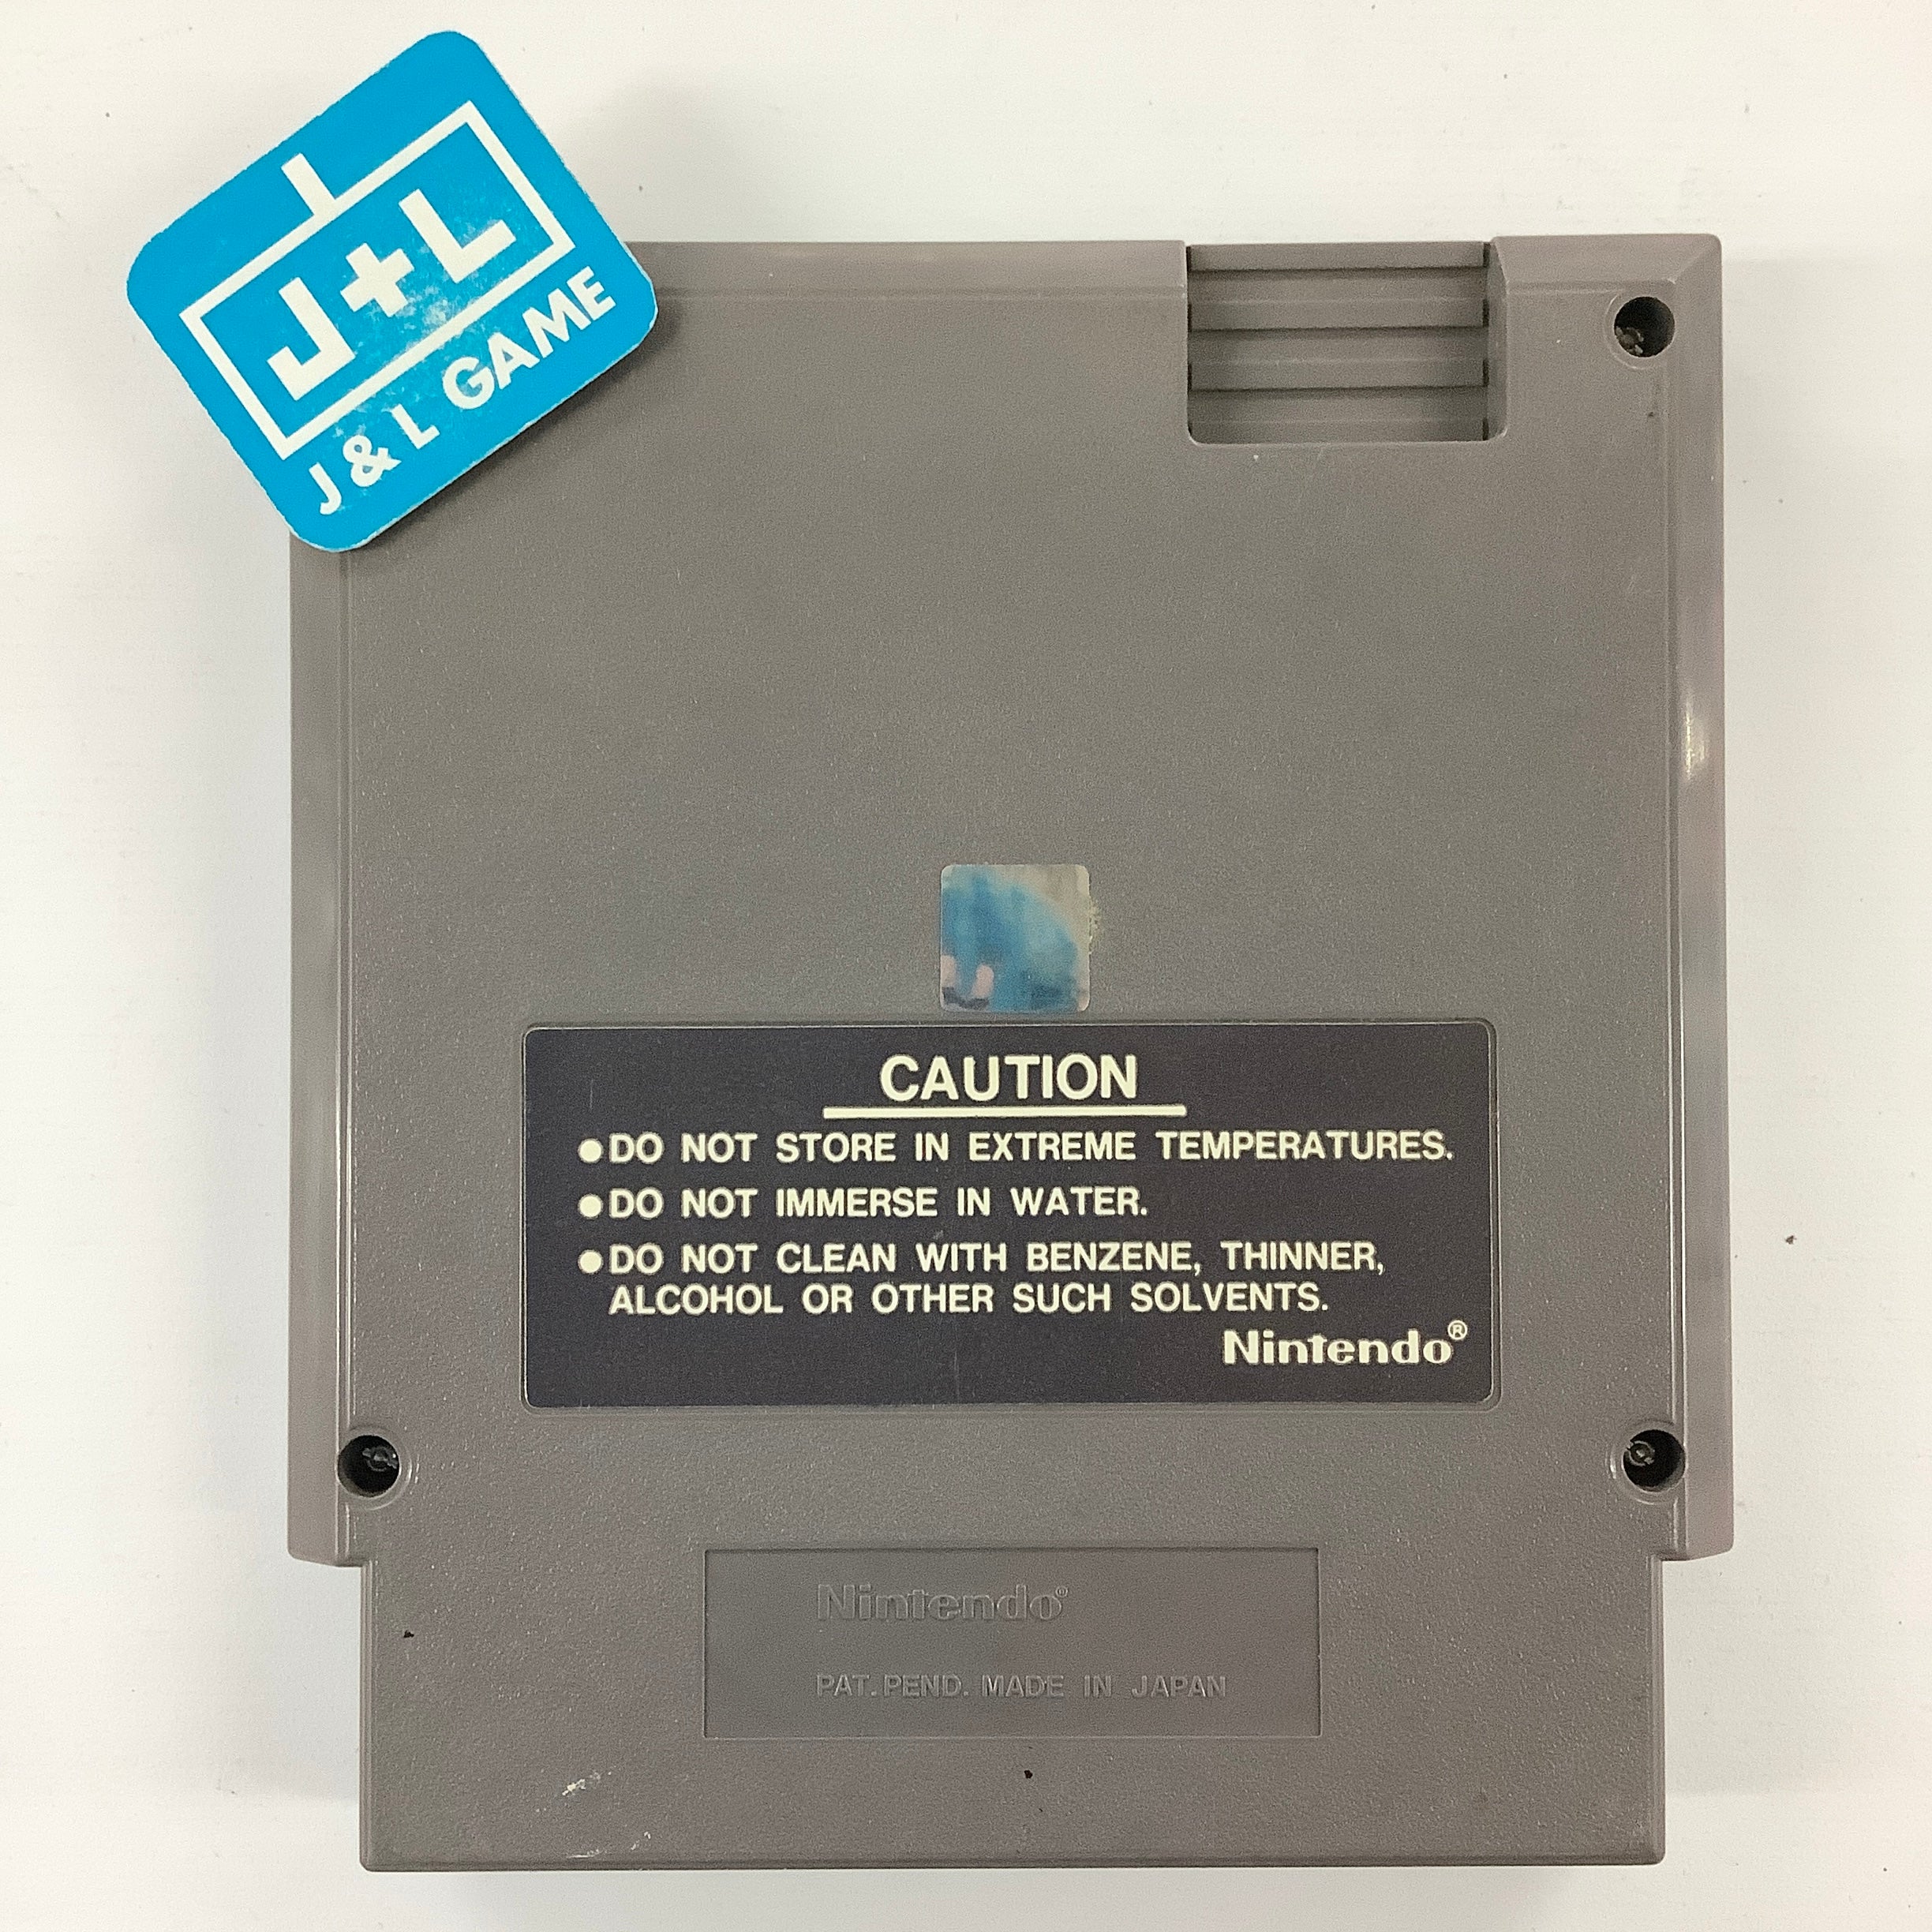 J+L
J & L GAME
CAUTION
●DO NOT STORE IN EXTREME TEMPERATURES.
●DO NOT IMMERSE IN WATER.
●DO NOT CLEAN WITH BENZENE, THINNER,
ALCOHOL OR OTHER SUCH SOLVENTS.
Nintendo®
Nintendo®
PAT. PEND. MADE IN JAPAN